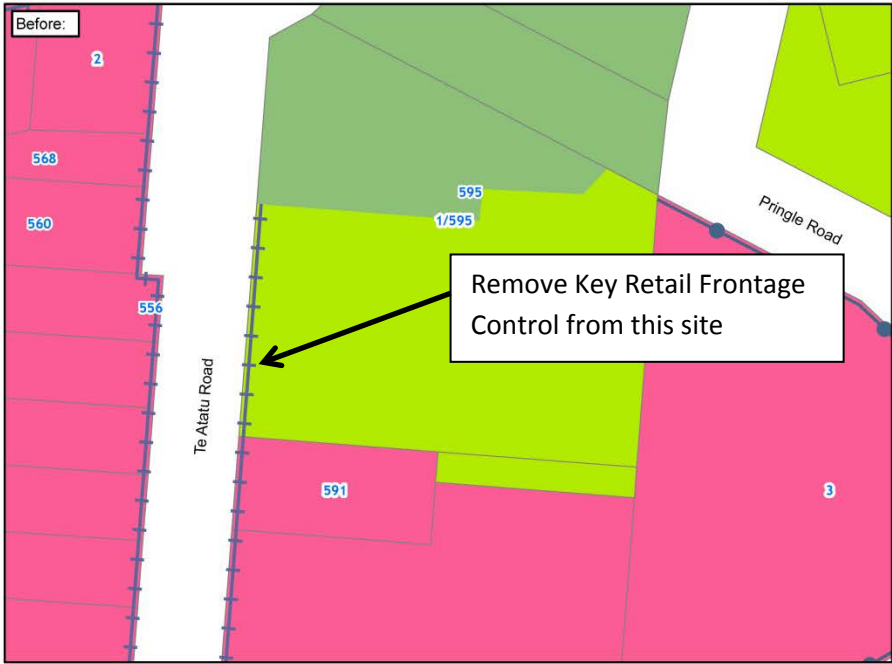 Before:
2
568
560
556
595
1/595
Pringle Road
Remove Key Retail Frontage
Control from this site
Te Atatu Road
591
3